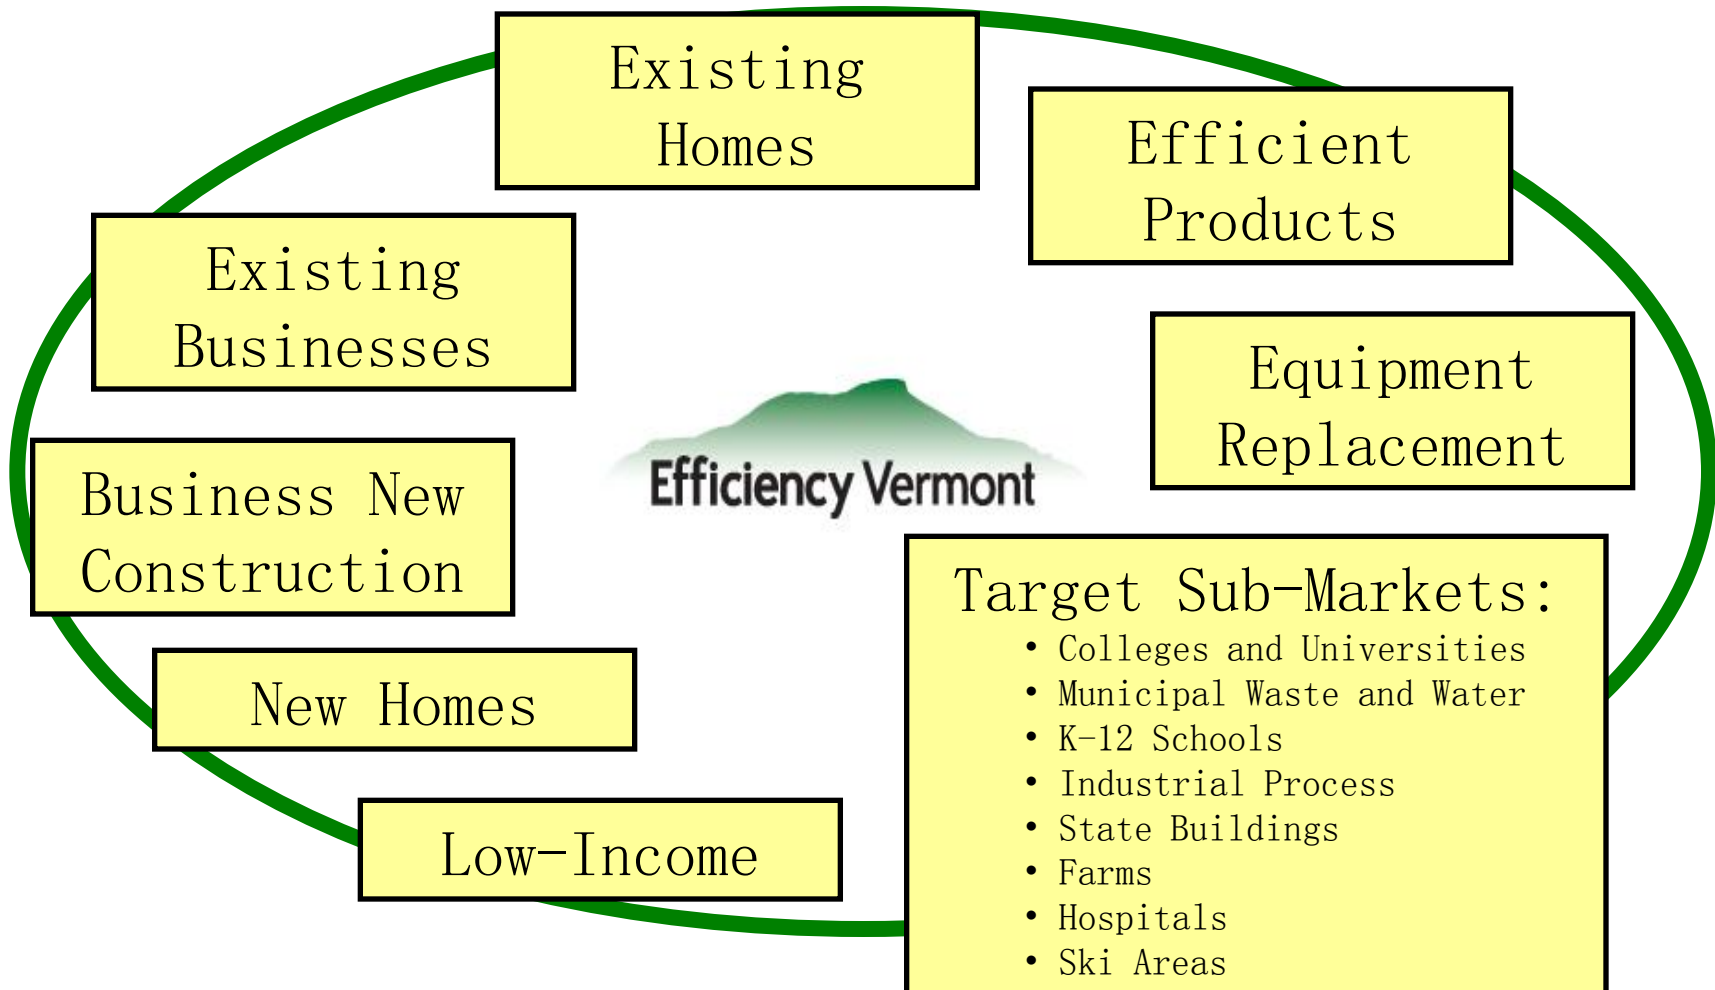 Existing
Homes
Efficient
Products
Existing
Businesses
Equipment
Replacement
Efficiency Vermont
Business New
Construction
Target Sub-Markets:
• Colleges and Universities
• Municipal Waste and Water
• K-12 Schools
• Industrial Process
• State Buildings
• Farms
• Hospitals
• Ski Areas
New Homes
Low-Income